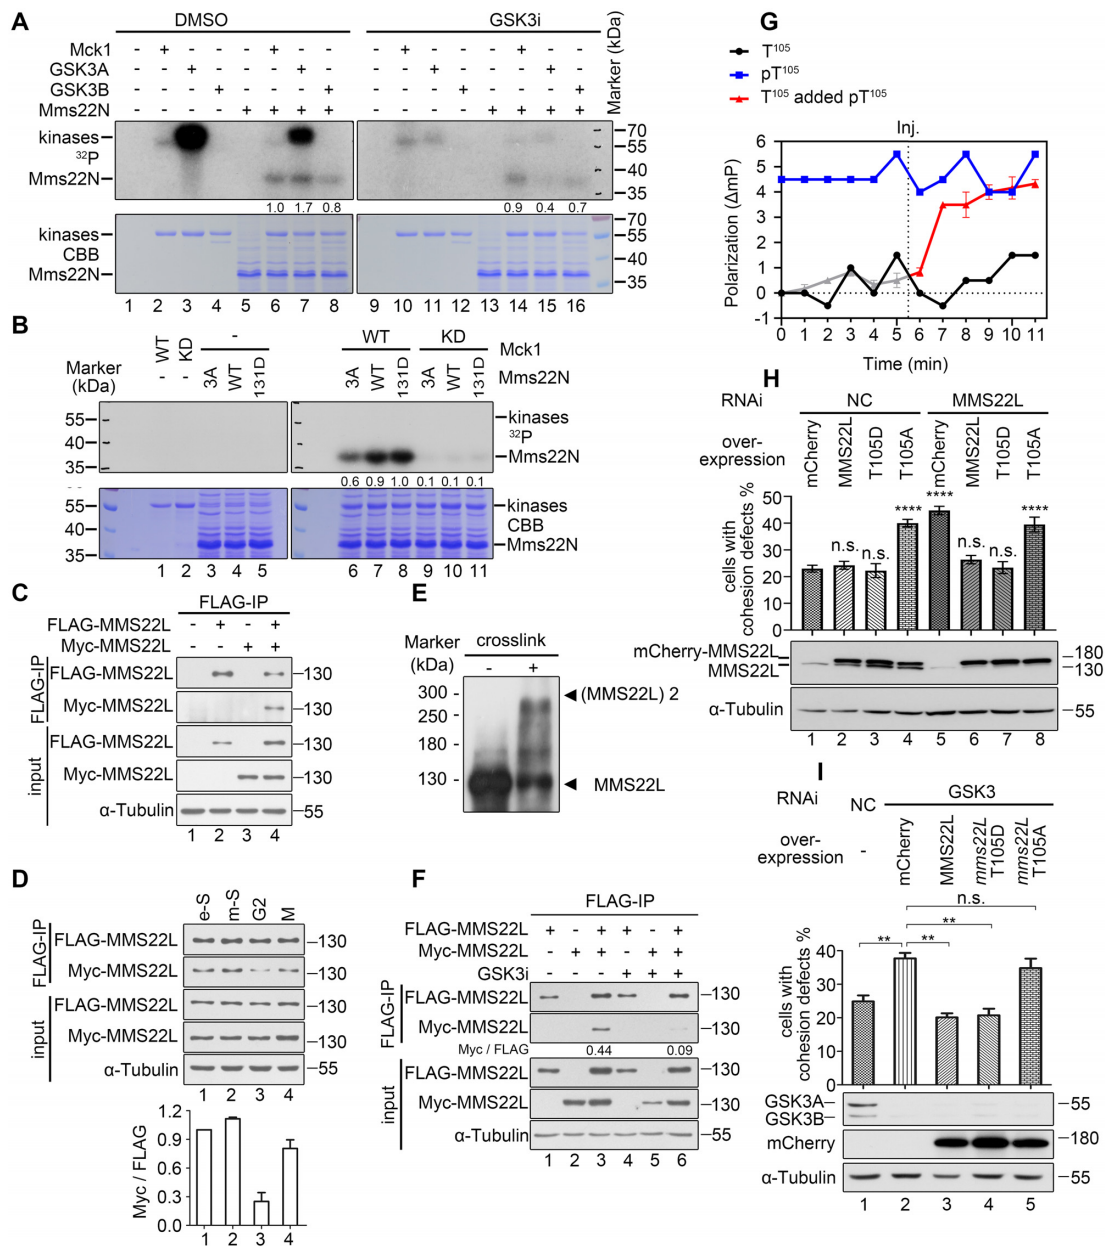 A
DMSO
GSK3i
Mck1 - + - - - + - - - + - - - + - -
GSK3A - - + - - - + - - - + - - - + -
GSK3B - - - + - - - + - - - + - - - +
Mms22N - - - - + + + + - - - - + + + +
Marker (kDa)
kinases
32P
Mms22N
70
55
40
35
1.0 1.7 0.8 0.9 0.4 0.7
kinases
CBB
Mms22N
70
55
40
35
1 2 3 4 5 6 7 8 9 10 11 12 13 14 15 16
B
WT KD - WT KD Mck1
- - 3A WT 131D 3A WT 131D 3A WT 131D Mms22N
Marker
(kDa)
55
40
35
kinases
32P
Mms22N
0.6 0.9 1.0 0.1 0.1 0.1
55
40
35
kinases
CBB
Mms22N
1 2 3 4 5 6 7 8 9 10 11
C
FLAG-IP
FLAG-MMS22L - + - +
Myc-MMS22L - - + +
FLAG-IP
FLAG-MMS22L 130
Myc-MMS22L 130
input
FLAG-MMS22L 130
Myc-MMS22L 130
α-Tubulin 55
1 2 3 4
D
e-S m-S G2 M
FLAG-IP
FLAG-MMS22L 130
Myc-MMS22L 130
input
FLAG-MMS22L 130
Myc-MMS22L 130
α-Tubulin 55
1 2 3 4
Myc / FLAG
1.2
0.9
0.6
0.3
0.0
1 2 3 4
E
Marker
(kDa)
crosslink
- +
300
250
180
130
(MMS22L) 2
MMS22L
F
FLAG-IP
FLAG-MMS22L + - + + - +
Myc-MMS22L - + + - + +
GSK3i - - - + + +
FLAG-IP
FLAG-MMS22L 130
Myc-MMS22L 130
Myc / FLAG 0.44 0.09
input
FLAG-MMS22L 130
Myc-MMS22L 130
α-Tubulin 55
1 2 3 4 5 6
G
T105
pT105
T105 added pT105
Inj.
Polarization (ΔmP)
6
5
4
3
2
1
0
-1
0 1 2 3 4 5 6 7 8 9 10 11
Time (min)
H
RNAi NC MMS22L
over-
expression
mCherry MMS22L T105D T105A mCherry MMS22L T105D T105A
cells with
cohesion defects %
50
40
30
20
10
0
n.s. n.s. **** **** n.s. n.s. ****
mCherry-MMS22L
MMS22L
180
130
α-Tubulin 55
1 2 3 4 5 6 7 8
I
RNAi NC GSK3
over-
expression
- mCherry MMS22L mms22L T105D mms22L T105A
n.s.
**
** **
cells with
cohesion defects %
40
30
20
10
0
GSK3A
GSK3B
55
mCherry 180
α-Tubulin 55
1 2 3 4 5